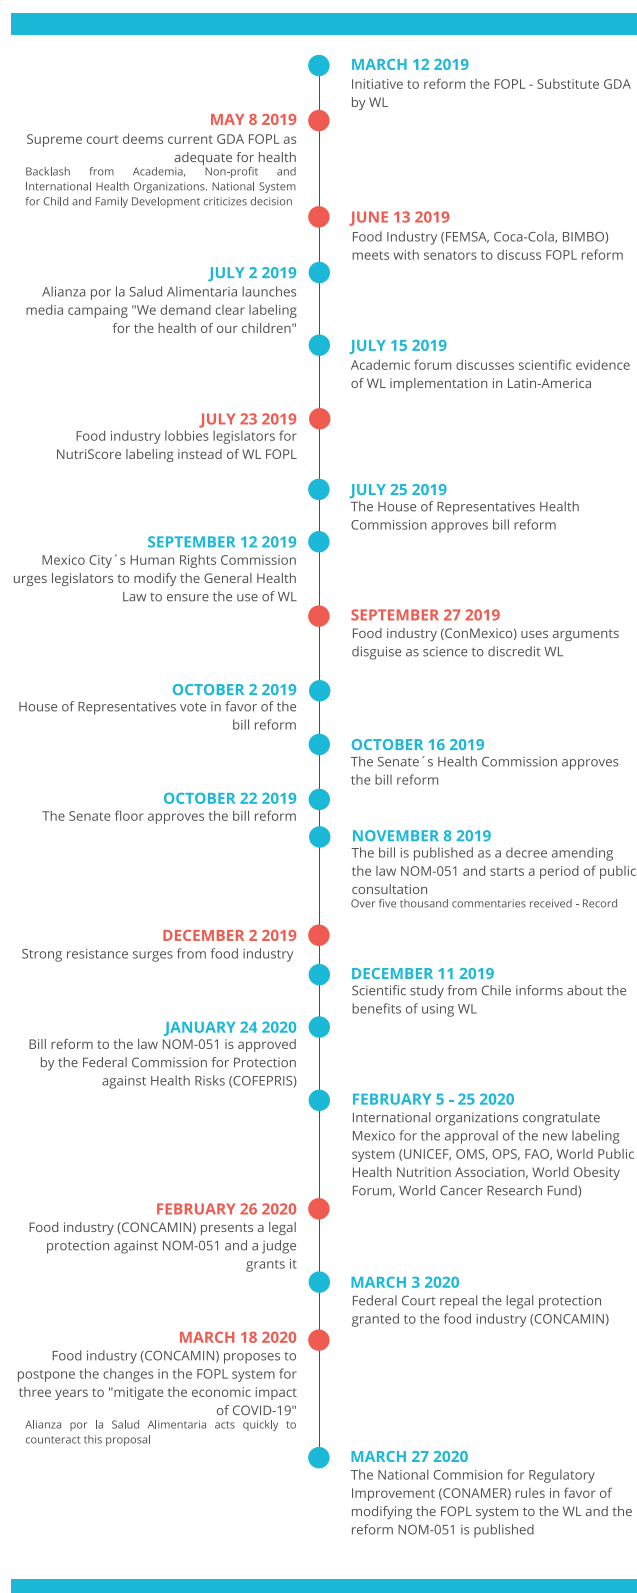 MARCH 12 2019
Initiative to reform the FOPL - Substitute GDA
by WL
MAY 8 2019
Supreme court deems current GDA FOPL as
adequate for health
Backlash from Academia, Non-profit and
International Health Organizations. National System
for Child and Family Development criticizes decision
JUNE 13 2019
Food Industry (FEMSA, Coca-Cola, BIMBO)
meets with senators to discuss FOPL reform
JULY 2 2019
Alianza por la Salud Alimentaria launches
media campaing "We demand clear labeling
for the health of our children"
JULY 15 2019
Academic forum discusses scientific evidence
of WL implementation in Latin-America
JULY 23 2019
Food industry lobbies legislators for
NutriScore labeling instead of WL FOPL
JULY 25 2019
The House of Representatives Health
Commission approves bill reform
SEPTEMBER 12 2019
Mexico City´s Human Rights Commission
urges legislators to modify the General Health
Law to ensure the use of WL
SEPTEMBER 27 2019
Food industry (ConMexico) uses arguments
disguise as science to discredit WL
OCTOBER 2 2019
House of Representatives vote in favor of the
bill reform
OCTOBER 16 2019
The Senate´s Health Commission approves
the bill reform
OCTOBER 22 2019
The Senate floor approves the bill reform
NOVEMBER 8 2019
The bill is published as a decree amending
the law NOM-051 and starts a period of public
consultation
Over five thousand commentaries received - Record
DECEMBER 2 2019
Strong resistance surges from food industry
DECEMBER 11 2019
Scientific study from Chile informs about the
benefits of using WL
JANUARY 24 2020
Bill reform to the law NOM-051 is approved
by the Federal Commission for Protection
against Health Risks (COFEPRIS)
FEBRUARY 5 - 25 2020
International organizations congratulate
Mexico for the approval of the new labeling
system (UNICEF, OMS, OPS, FAO, World Public
Health Nutrition Association, World Obesity
Forum, World Cancer Research Fund)
FEBRUARY 26 2020
Food industry (CONCAMIN) presents a legal
protection against NOM-051 and a judge
grants it
MARCH 3 2020
Federal Court repeal the legal protection
granted to the food industry (CONCAMIN)
MARCH 18 2020
Food industry (CONCAMIN) proposes to
postpone the changes in the FOPL system for
three years to "mitigate the economic impact
of COVID-19"
Alianza por la Salud Alimentaria acts quickly to
counteract this proposal
MARCH 27 2020
The National Commision for Regulatory
Improvement (CONAMER) rules in favor of
modifying the FOPL system to the WL and the
reform NOM-051 is published